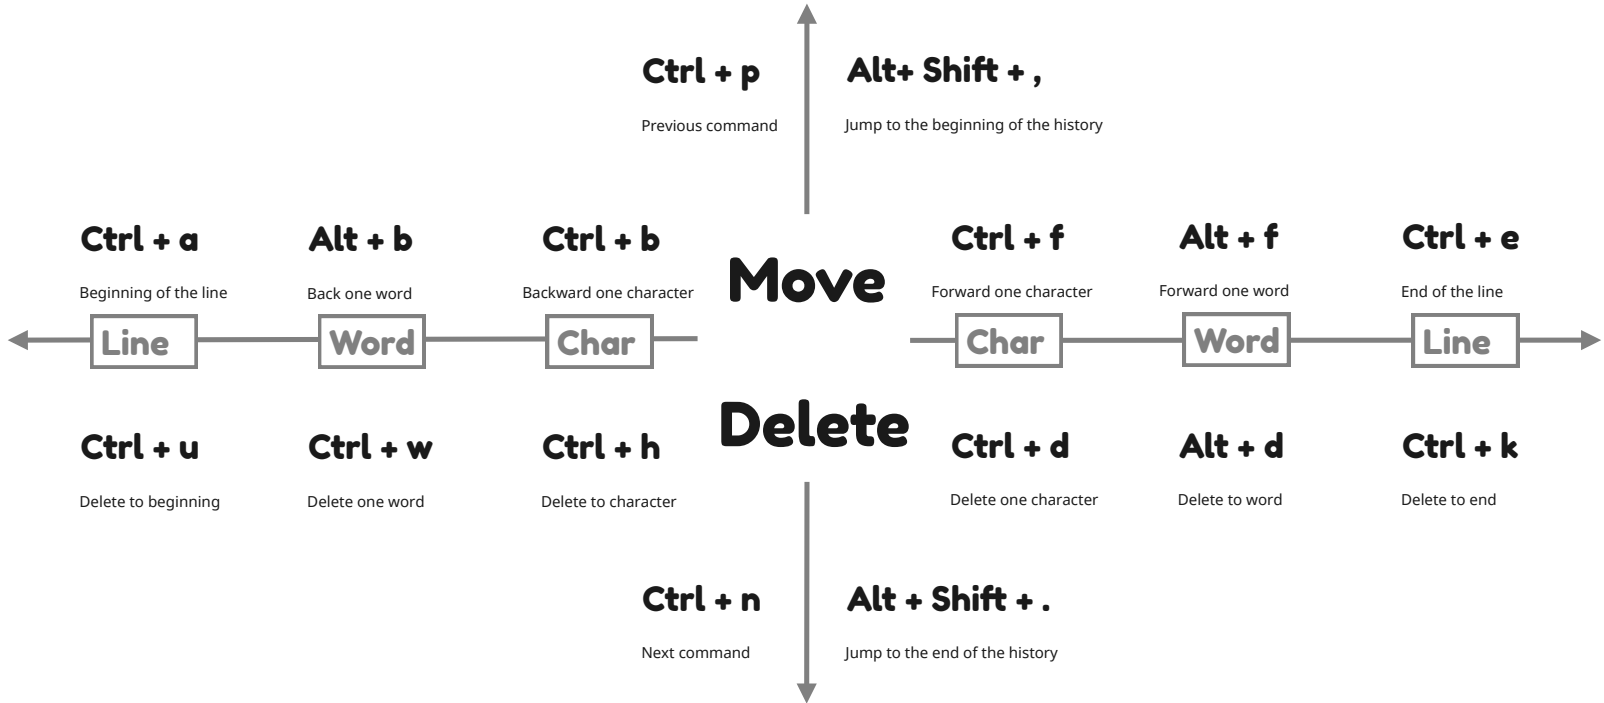 Ctrl + p
Alt+ Shift + ,
Previous command
Jump to the beginning of the history
Ctrl + a
Alt + b
Ctrl + b
Ctrl + f
Alt + f
Ctrl + e
Move
Beginning of the line
Back one word
Backward one character
Forward one character
Forward one word
End of the line
Line
Word
Char
Char
Word
Line
Delete
Ctrl + u
Ctrl + w
Ctrl + h
Ctrl + d
Alt + d
Ctrl + k
Delete to beginning
Delete one word
Delete to character
Delete one character
Delete to word
Delete to end
Ctrl + n
Alt + Shift + .
Next command
Jump to the end of the history